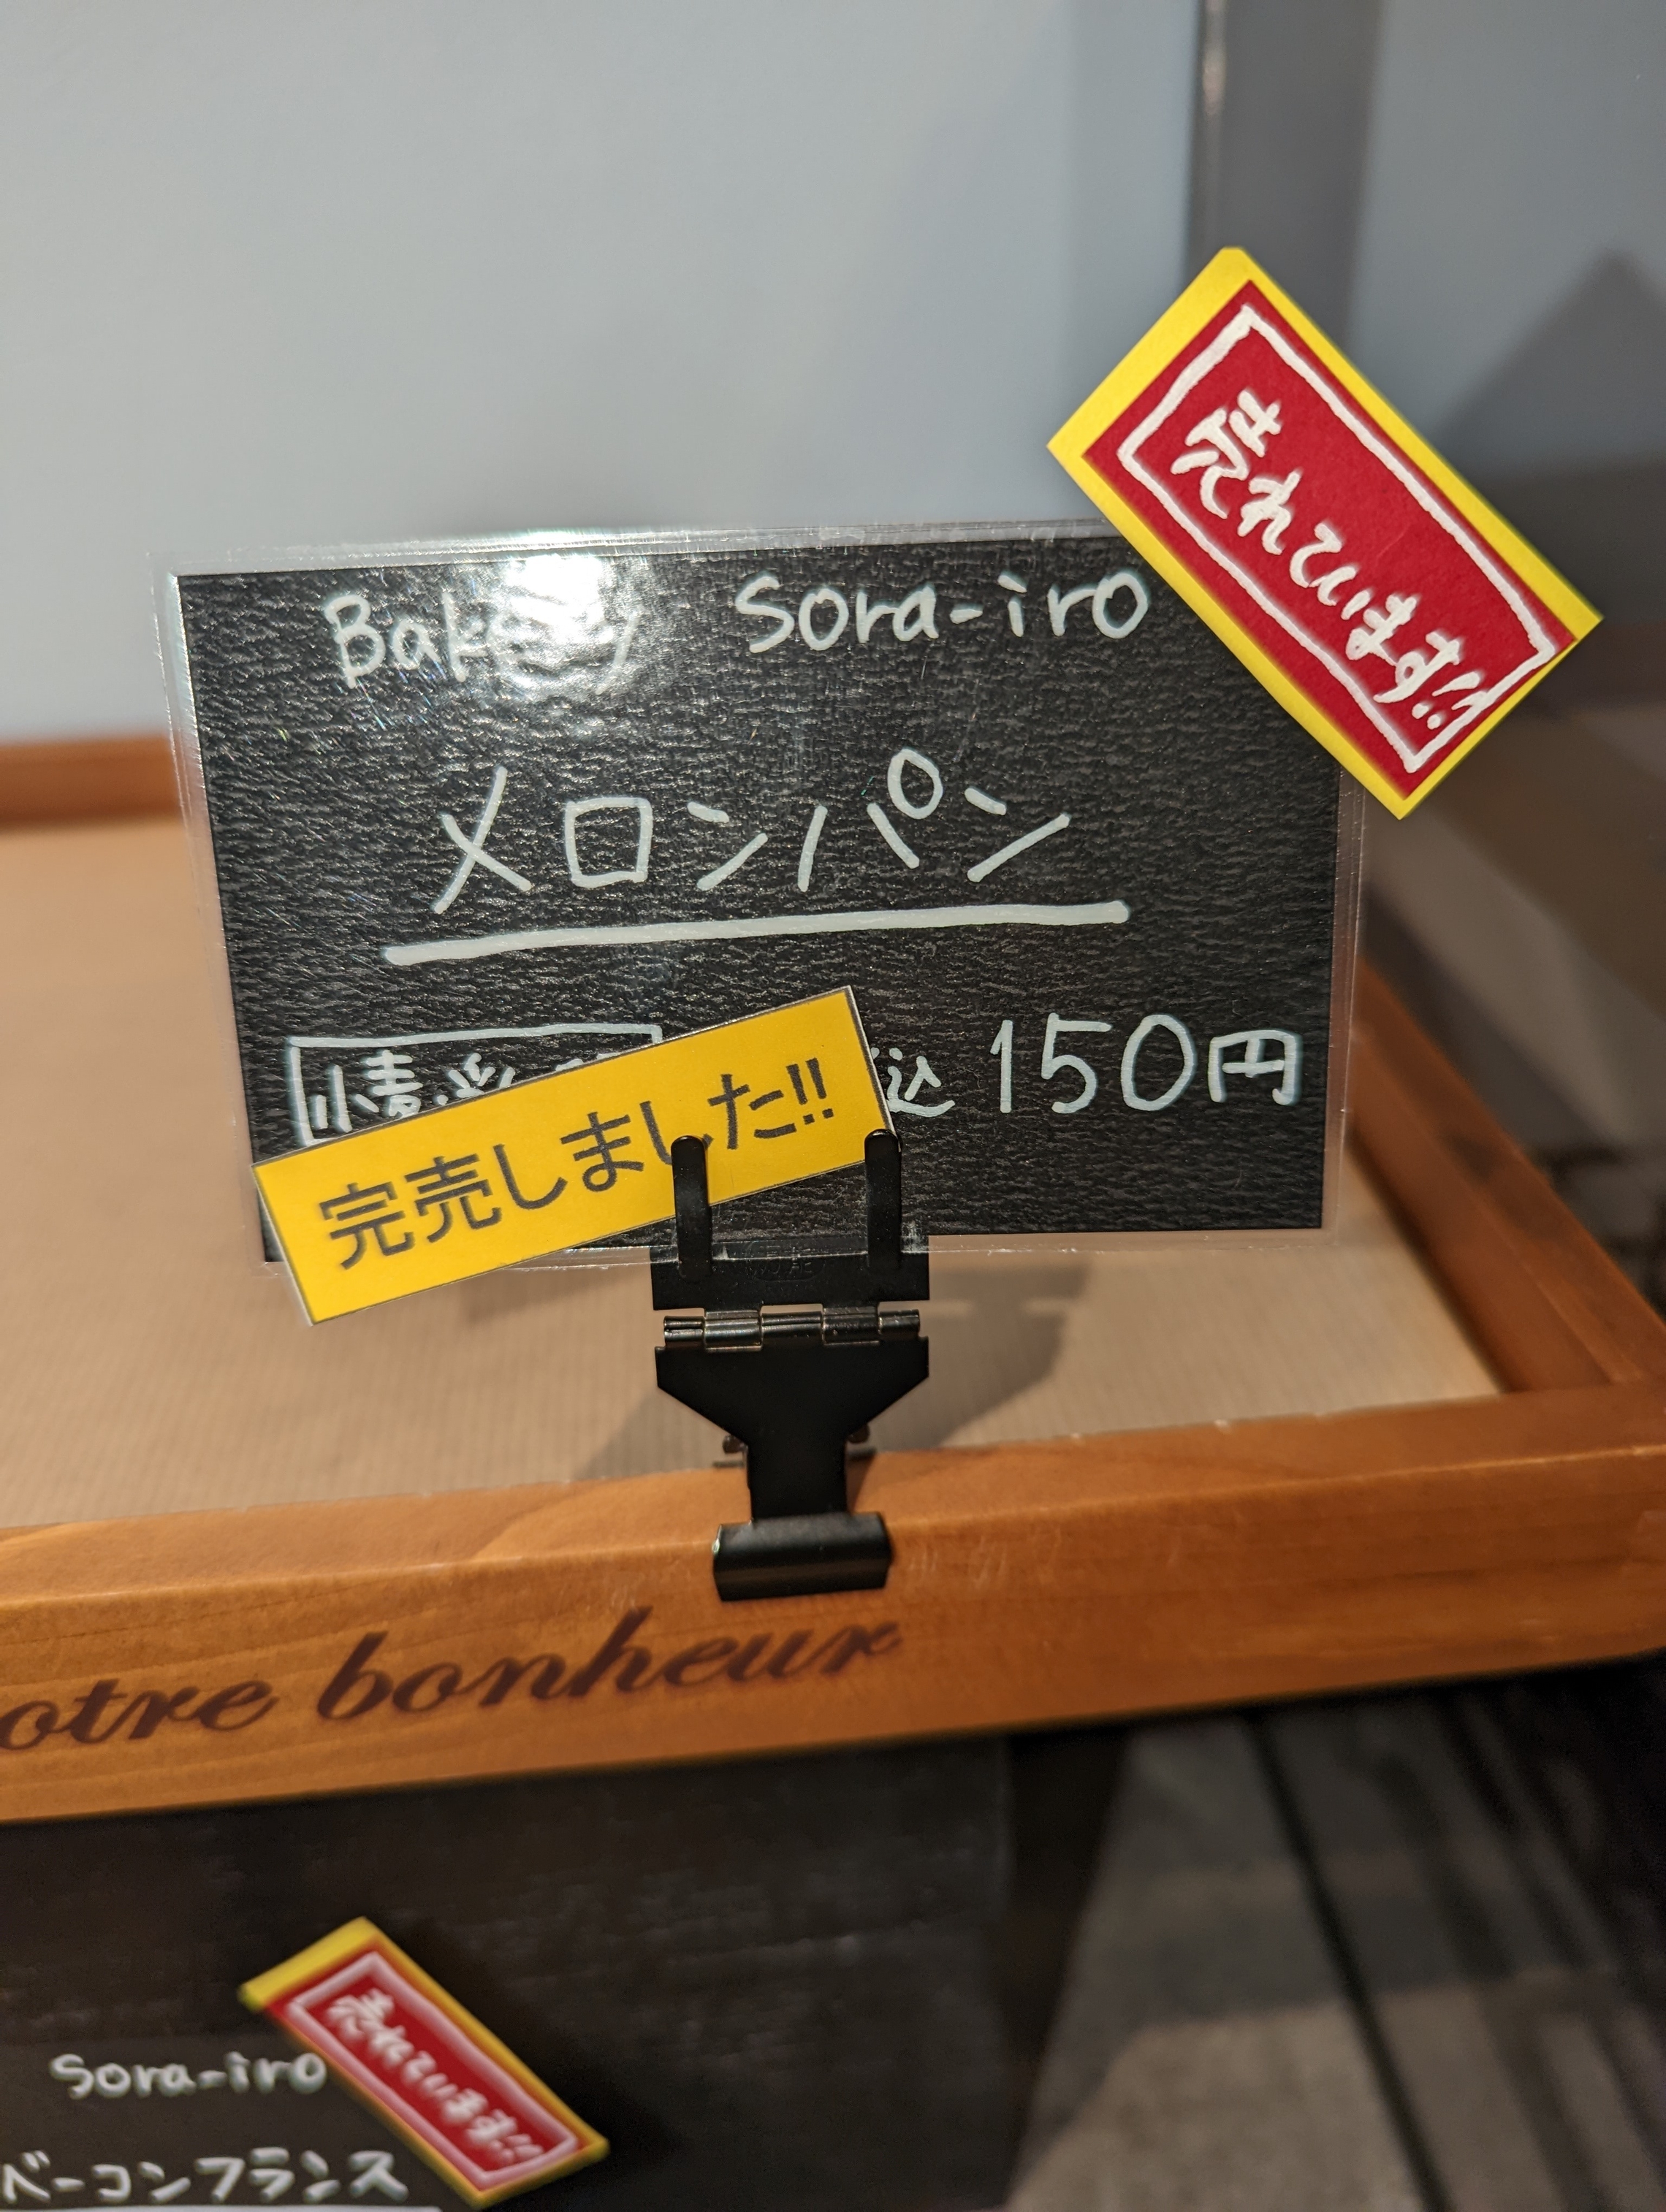 Bakery Sora-iro
売れています!!
メロンパン
込 150円
完売しました!!
otre bonheur
売れています!!
Sora-iro
ベーコンフランス